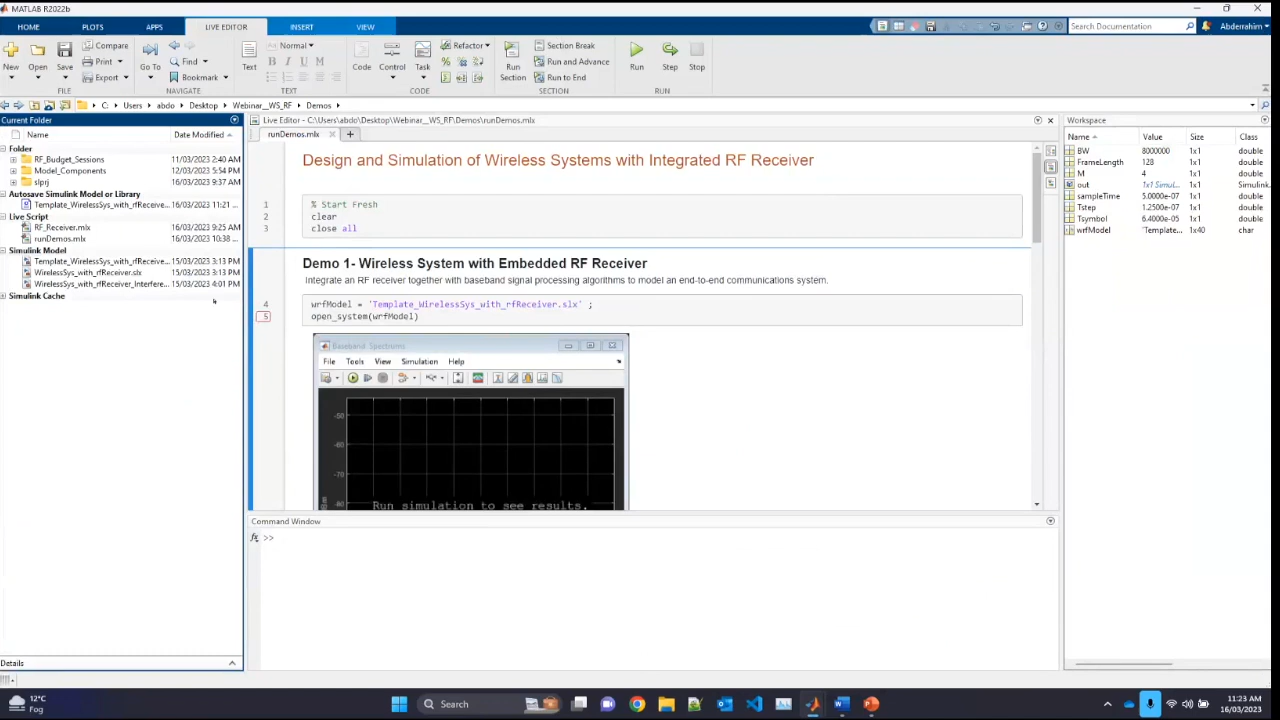 MATLAB R2022b
HOME PLOTS APPS LIVE EDITOR INSERT VIEW Search Documentation Abderrahim
New Open Save Compare Print Export Go To Find Bookmark Text Normal B I U M Code Control Task Refactor Run Section Section Break Run and Advance Run to End Run Step Stop
FILE NAVIGATE TEXT CODE SECTION RUN
C: Users abdo Desktop Webinar__WS_RF Demos
Current Folder
Name Date Modified
Folder
RF_Budget_Sessions 11/03/2023 2:40 AM
Model_Components 12/03/2023 5:54 PM
slprj 16/03/2023 9:37 AM
Autosave Simulink Model or Library
Template_WirelessSys_with_rfReceive... 16/03/2023 11:21 ...
Live Script
RF_Receiver.mlx 16/03/2023 9:25 AM
runDemos.mlx 16/03/2023 10:38 ...
Simulink Model
Template_WirelessSys_with_rfReceive... 15/03/2023 3:13 PM
WirelessSys_with_rfReceiver.slx 15/03/2023 3:13 PM
WirelessSys_with_rfReceiver_Interfere... 15/03/2023 4:01 PM
Simulink Cache
Details
Live Editor - C:\Users\abdo\Desktop\Webinar__WS_RF\Demos\runDemos.mlx
runDemos.mlx
Design and Simulation of Wireless Systems with Integrated RF Receiver
1 % Start Fresh
2 clear
3 close all
Demo 1- Wireless System with Embedded RF Receiver
Integrate an RF receiver together with baseband signal processing algorithms to model an end-to-end communications system.
4 wrfModel = 'Template_WirelessSys_with_rfReceiver.slx' ;
5 open_system(wrfModel)
Baseband Spectrums
File Tools View Simulation Help
-50
-60
-70
-80
Run simulation to see results.
Command Window
fx >>
Workspace
Name Value Size Class
BW 8000000 1x1 double
FrameLength 128 1x1 double
M 4 1x1 double
out 1x1 Simul... 1x1 Simulink.
sampleTime 5.0000e-07 1x1 double
Tstep 1.2500e-07 1x1 double
Tsymbol 6.4000e-05 1x1 double
wrfModel 'Template... 1x40 char
12°C
Fog
Search
11:23 AM
16/03/2023